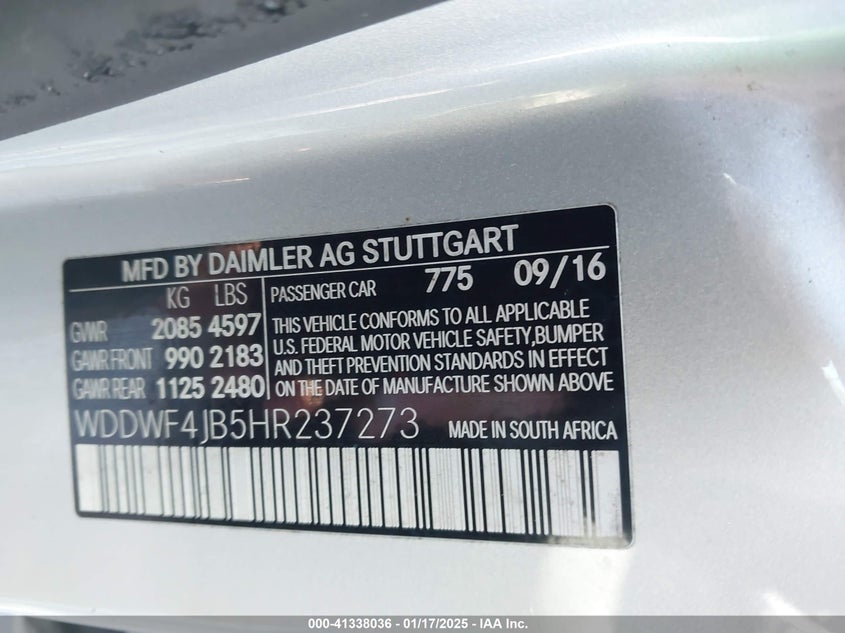 MFD BY DAIMLER AG STUTTGART
KG LBS
GVWR 2085 4597
GAWR FRONT 990 2183
GAWR REAR 1125 2480
PASSENGER CAR 775 09/16
THIS VEHICLE CONFORMS TO ALL APPLICABLE
U.S. FEDERAL MOTOR VEHICLE SAFETY,BUMPER
AND THEFT PREVENTION STANDARDS IN EFFECT
ON THE DATE OF MANUFACTURE SHOWN ABOVE
WDDWF4JB5HR237273 MADE IN SOUTH AFRICA
000-41338036 — 01/17/2025 — IAA Inc.